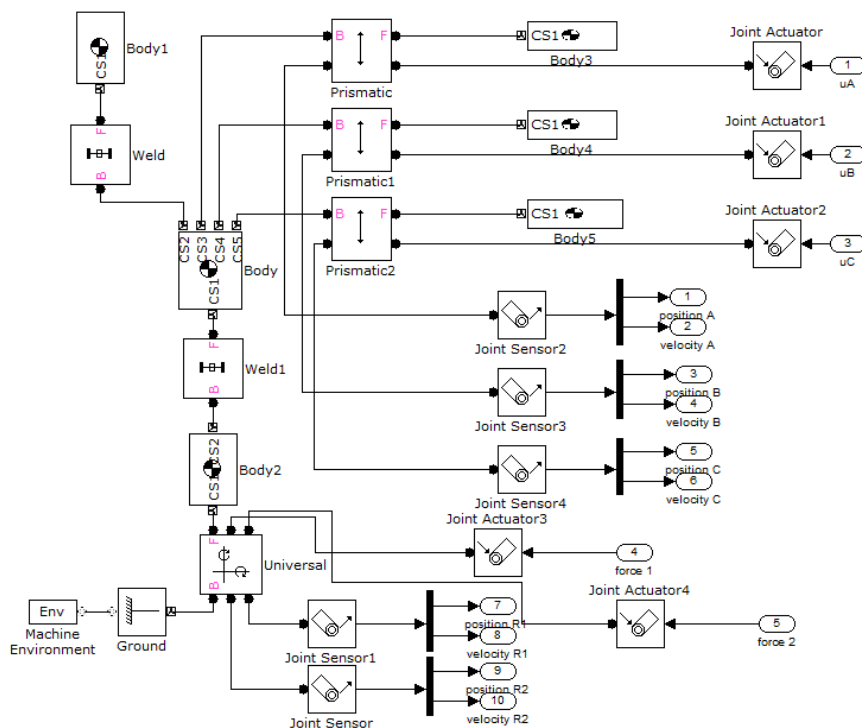 CS1
Body1
F
Weld
B
B
F
Prismatic
CS1
Body3
Joint Actuator
1
uA
B
F
Prismatic1
CS1
Body4
Joint Actuator1
2
uB
B
F
Prismatic2
CS1
Body5
Joint Actuator2
3
uC
CS2
CS3
CS4
CS5
CS1
Body
Joint Sensor2
1
position A
2
velocity A
F
B
Weld1
Joint Sensor3
3
position B
4
velocity B
CS2
CS1
Body2
Joint Sensor4
5
position C
6
velocity C
F
B
Universal
Joint Actuator3
4
force 1
Joint Actuator4
5
force 2
Env
Machine
Environment
Ground
Joint Sensor1
7
position R1
8
velocity R1
Joint Sensor
9
position R2
10
velocity R2